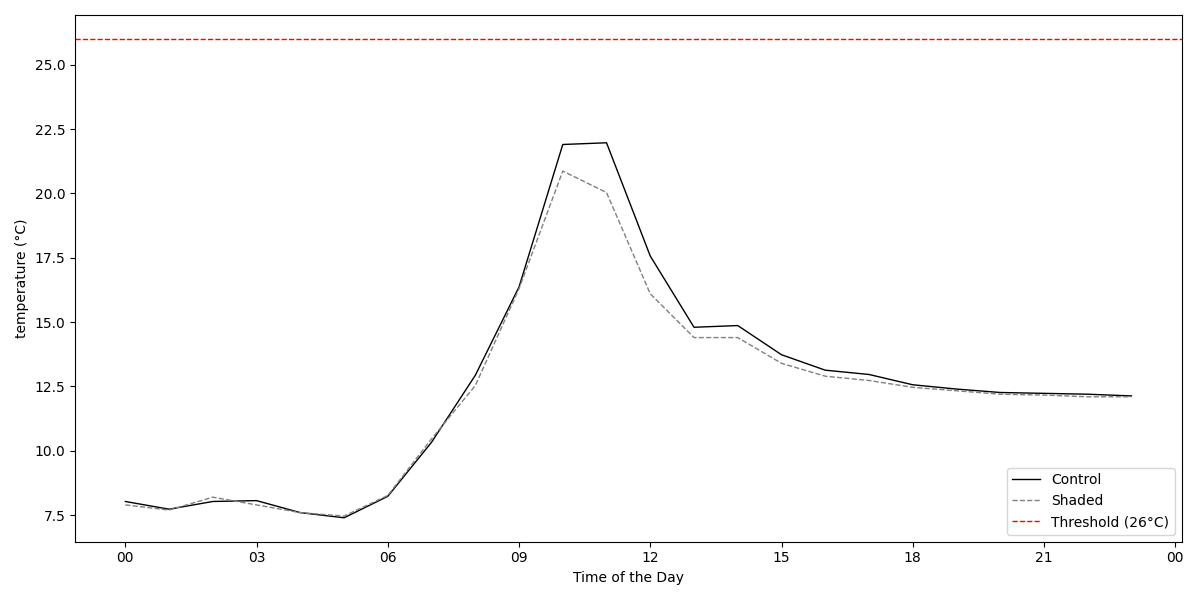 temperature (°C)
25.0
22.5
20.0
17.5
15.0
12.5
10.0
7.5
00 03 06 09 12 15 18 21 00
Time of the Day
Control
Shaded
Threshold (26°C)